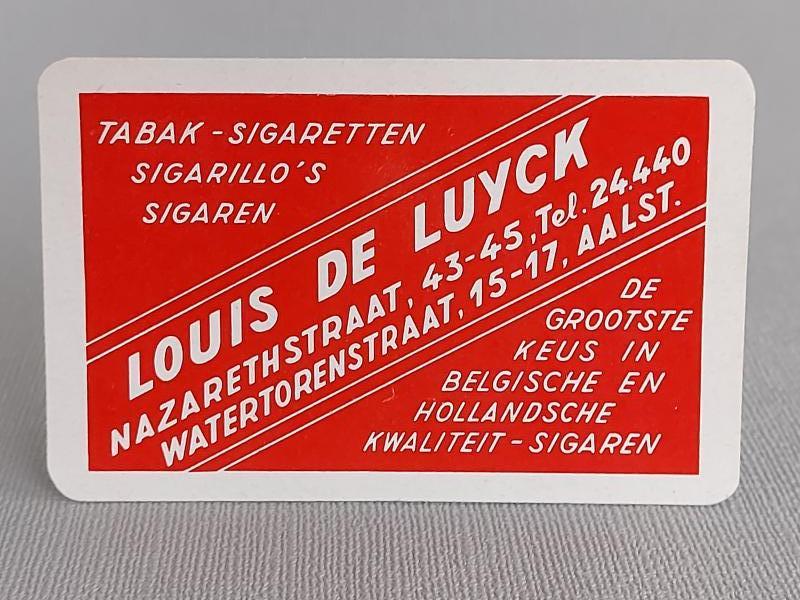 TABAK - SIGARETTEN
SIGARILLO'S
SIGAREN
LOUIS DE LUYCK
NAZARETHSTRAAT, 43-45, Tel. 24.440
WATERTORENSTRAAT, 15-17, AALST.
DE
GROOTSTE
KEUS IN
BELGISCHE EN
HOLLANDSCHE
KWALITEIT - SIGAREN